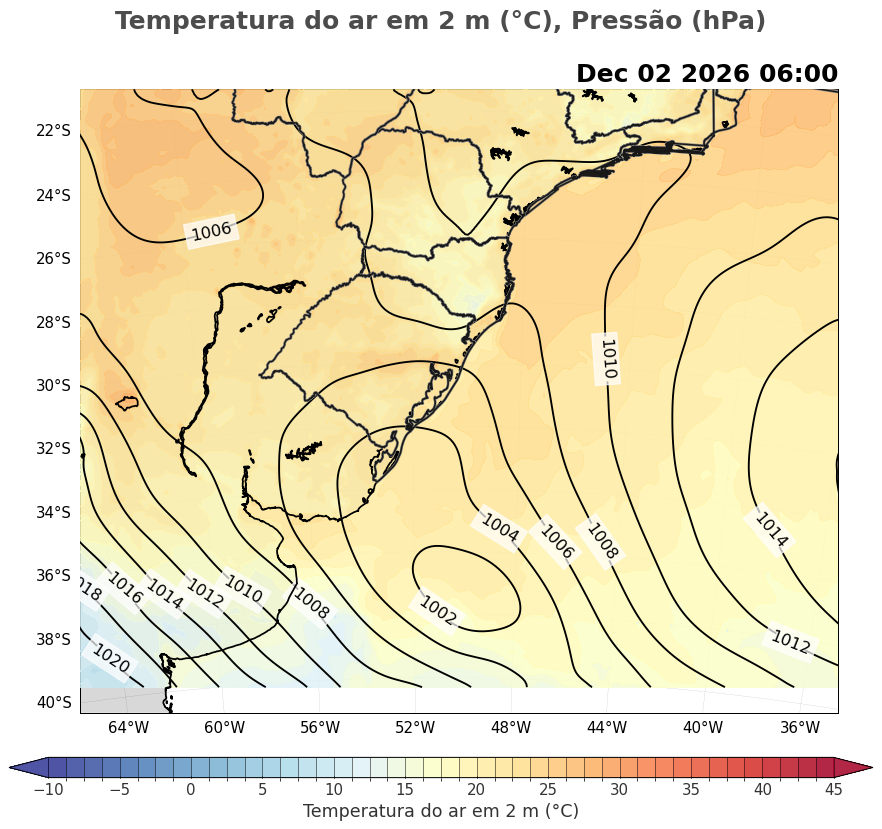 Temperatura do ar em 2 m (°C), Pressão (hPa)
Dec 02 2026 06:00
22°S
24°S
26°S
28°S
30°S
32°S
34°S
36°S
38°S
40°S
1006
1010
1004
1006
1008
1014
1002
1012
018
1016
1014
1012
1010
1008
1020
64°W 60°W 56°W 52°W 48°W 44°W 40°W 36°W
−10 −5 0 5 10 15 20 25 30 35 40 45
Temperatura do ar em 2 m (°C)